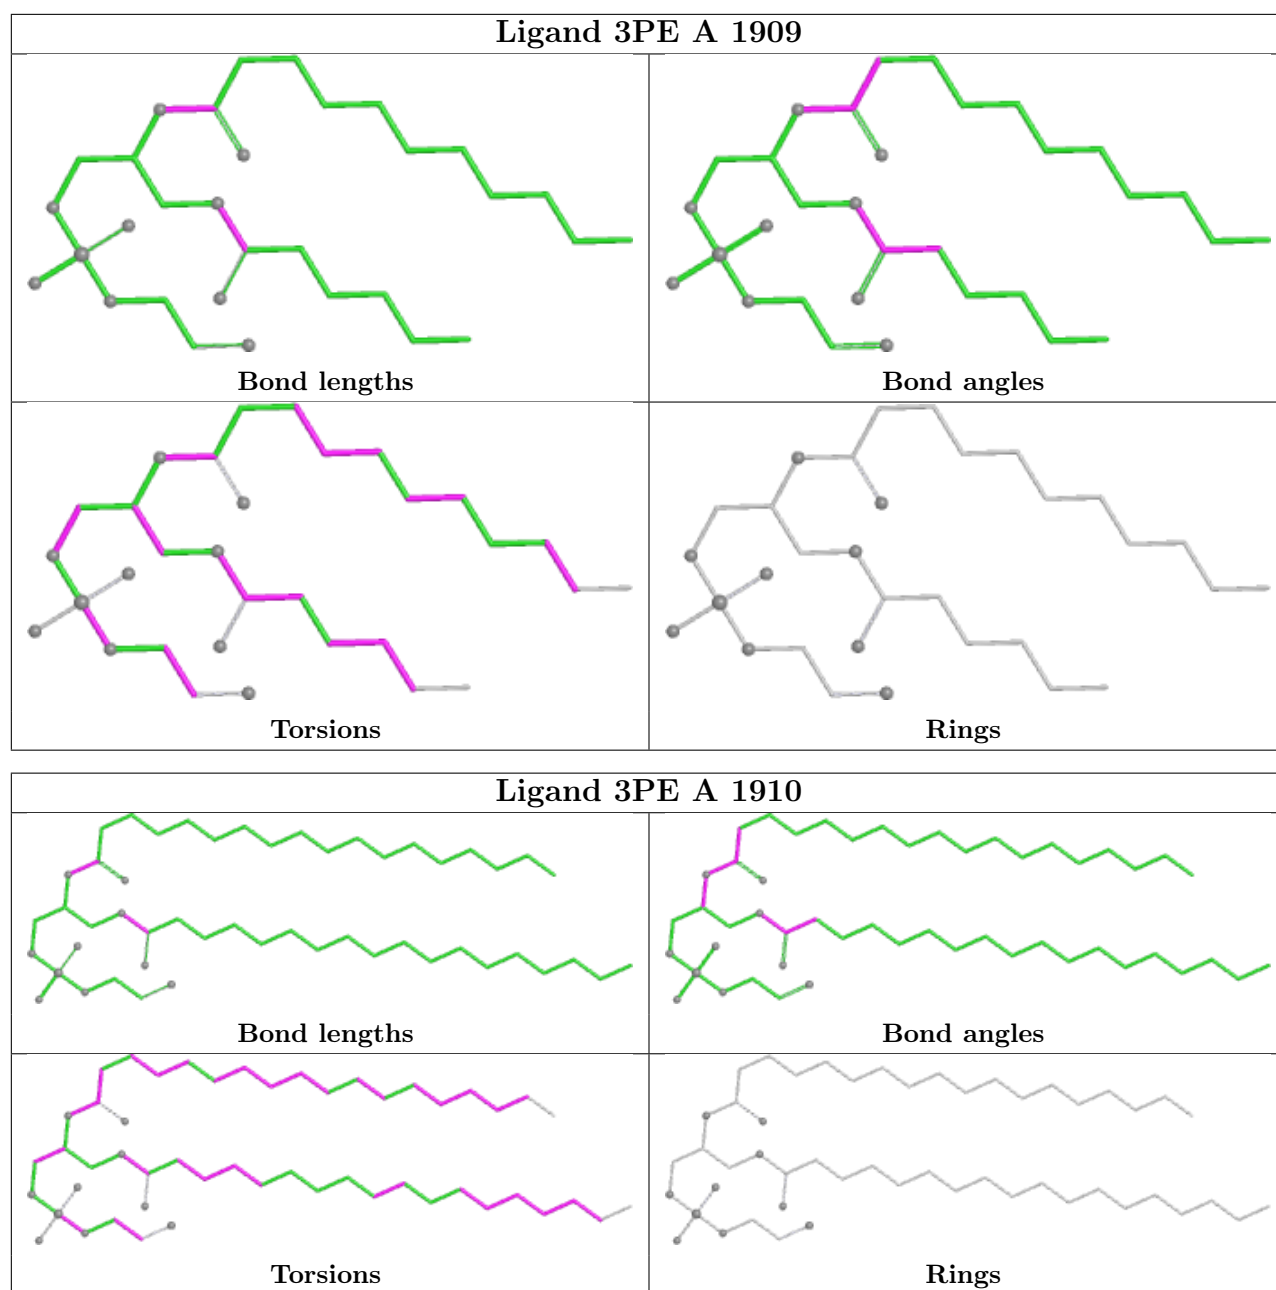 Ligand 3PE A 1909
Bond lengths
Bond angles
Torsions
Rings
Ligand 3PE A 1910
Bond lengths
Bond angles
Torsions
Rings